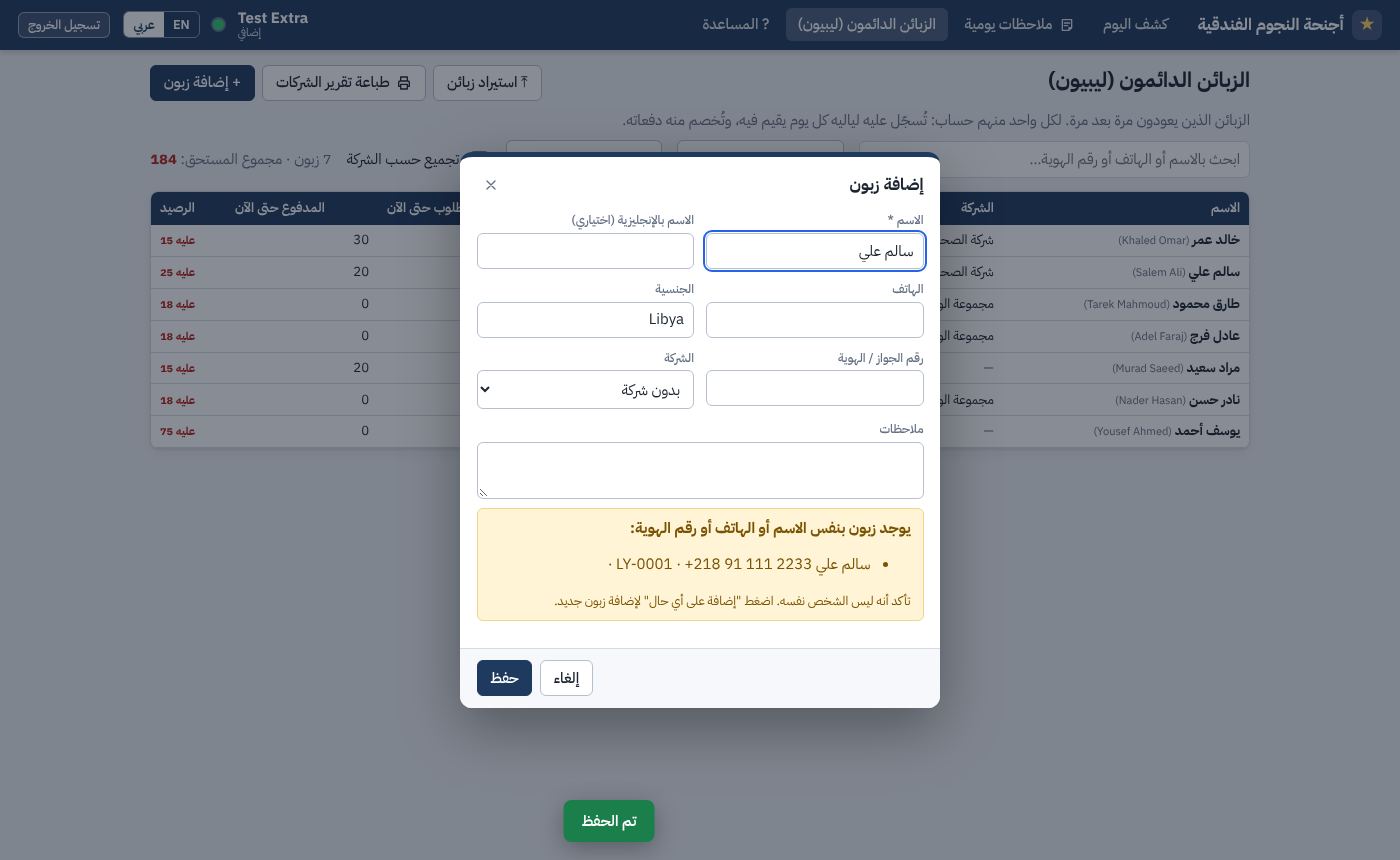 أجنحة النجوم الفندقية
كشف اليوم
ملاحظات يومية
الزبائن الدائمون (ليبيون)
? المساعدة
Test Extra
إضافي
EN
عربي
تسجيل الخروج
الزبائن الدائمون (ليبيون)
⤒ استيراد زبائن
طباعة تقرير الشركات
+ إضافة زبون
الزبائن الذين يعودون مرة بعد مرة. لكل واحد منهم حساب: تُسجّل عليه لياليه كل يوم يقيم فيه، وتُخصم منه دفعاته.
ابحث بالاسم أو الهاتف أو رقم الهوية...
تجميع حسب الشركة
7 زبون · مجموع المستحق: 184
الاسم
الشركة
المدفوع حتى الآن
الرصيد
خالد عمر (Khaled Omar)
شركة
30
عليه 15
سالم علي (Salem Ali)
شركة
20
عليه 25
طارق محمود (Tarek Mahmoud)
مجموعة
0
عليه 18
عادل فرج (Adel Faraj)
مجموعة
0
عليه 18
مراد سعيد (Murad Saeed)
—
20
عليه 15
نادر حسن (Nader Hasan)
مجموعة
0
عليه 18
يوسف أحمد (Yousef Ahmed)
—
0
عليه 75
إضافة زبون
×
الاسم *
الاسم بالإنجليزية (اختياري)
سالم علي
الهاتف
الجنسية
Libya
رقم الجواز / الهوية
الشركة
بدون شركة
ملاحظات
يوجد زبون بنفس الاسم أو الهاتف أو رقم الهوية:
• سالم علي 2233 111 91 218+ · LY-0001 ·
تأكد أنه ليس الشخص نفسه. اضغط "إضافة على أي حال" لإضافة زبون جديد.
إلغاء
حفظ
تم الحفظ